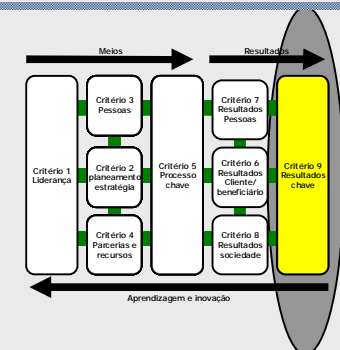 Meios
Resultados
Critério 1
Liderança
Critério 3
Pessoas
Critério 2
planeamento
estratégia
Critério 4
Parcerias e
recursos
Critério 5
Processo
chave
Critério 7
Resultados
Pessoas
Critério 6
Resultados
Cliente/
beneficiário
Critério 8
Resultados
sociedade
Critério 9
Resultados
chave
Aprendizagem e inovação